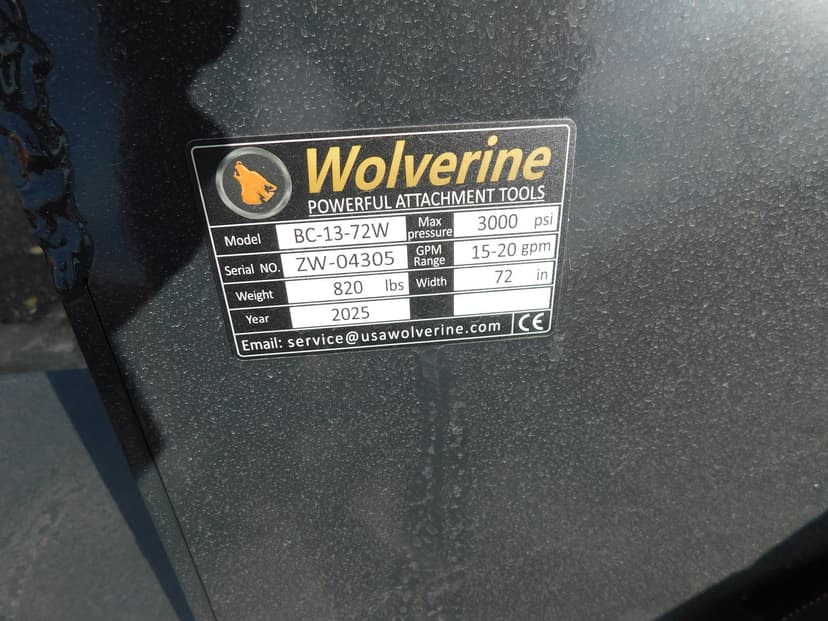 Wolverine
POWERFUL ATTACHMENT TOOLS
Model BC-13-72W Max pressure 3000 psi
Serial NO. ZW-04305 GPM Range 15-20 gpm
Weight 820 lbs Width 72 in
Year 2025
Email: service@usawolverine.com CE